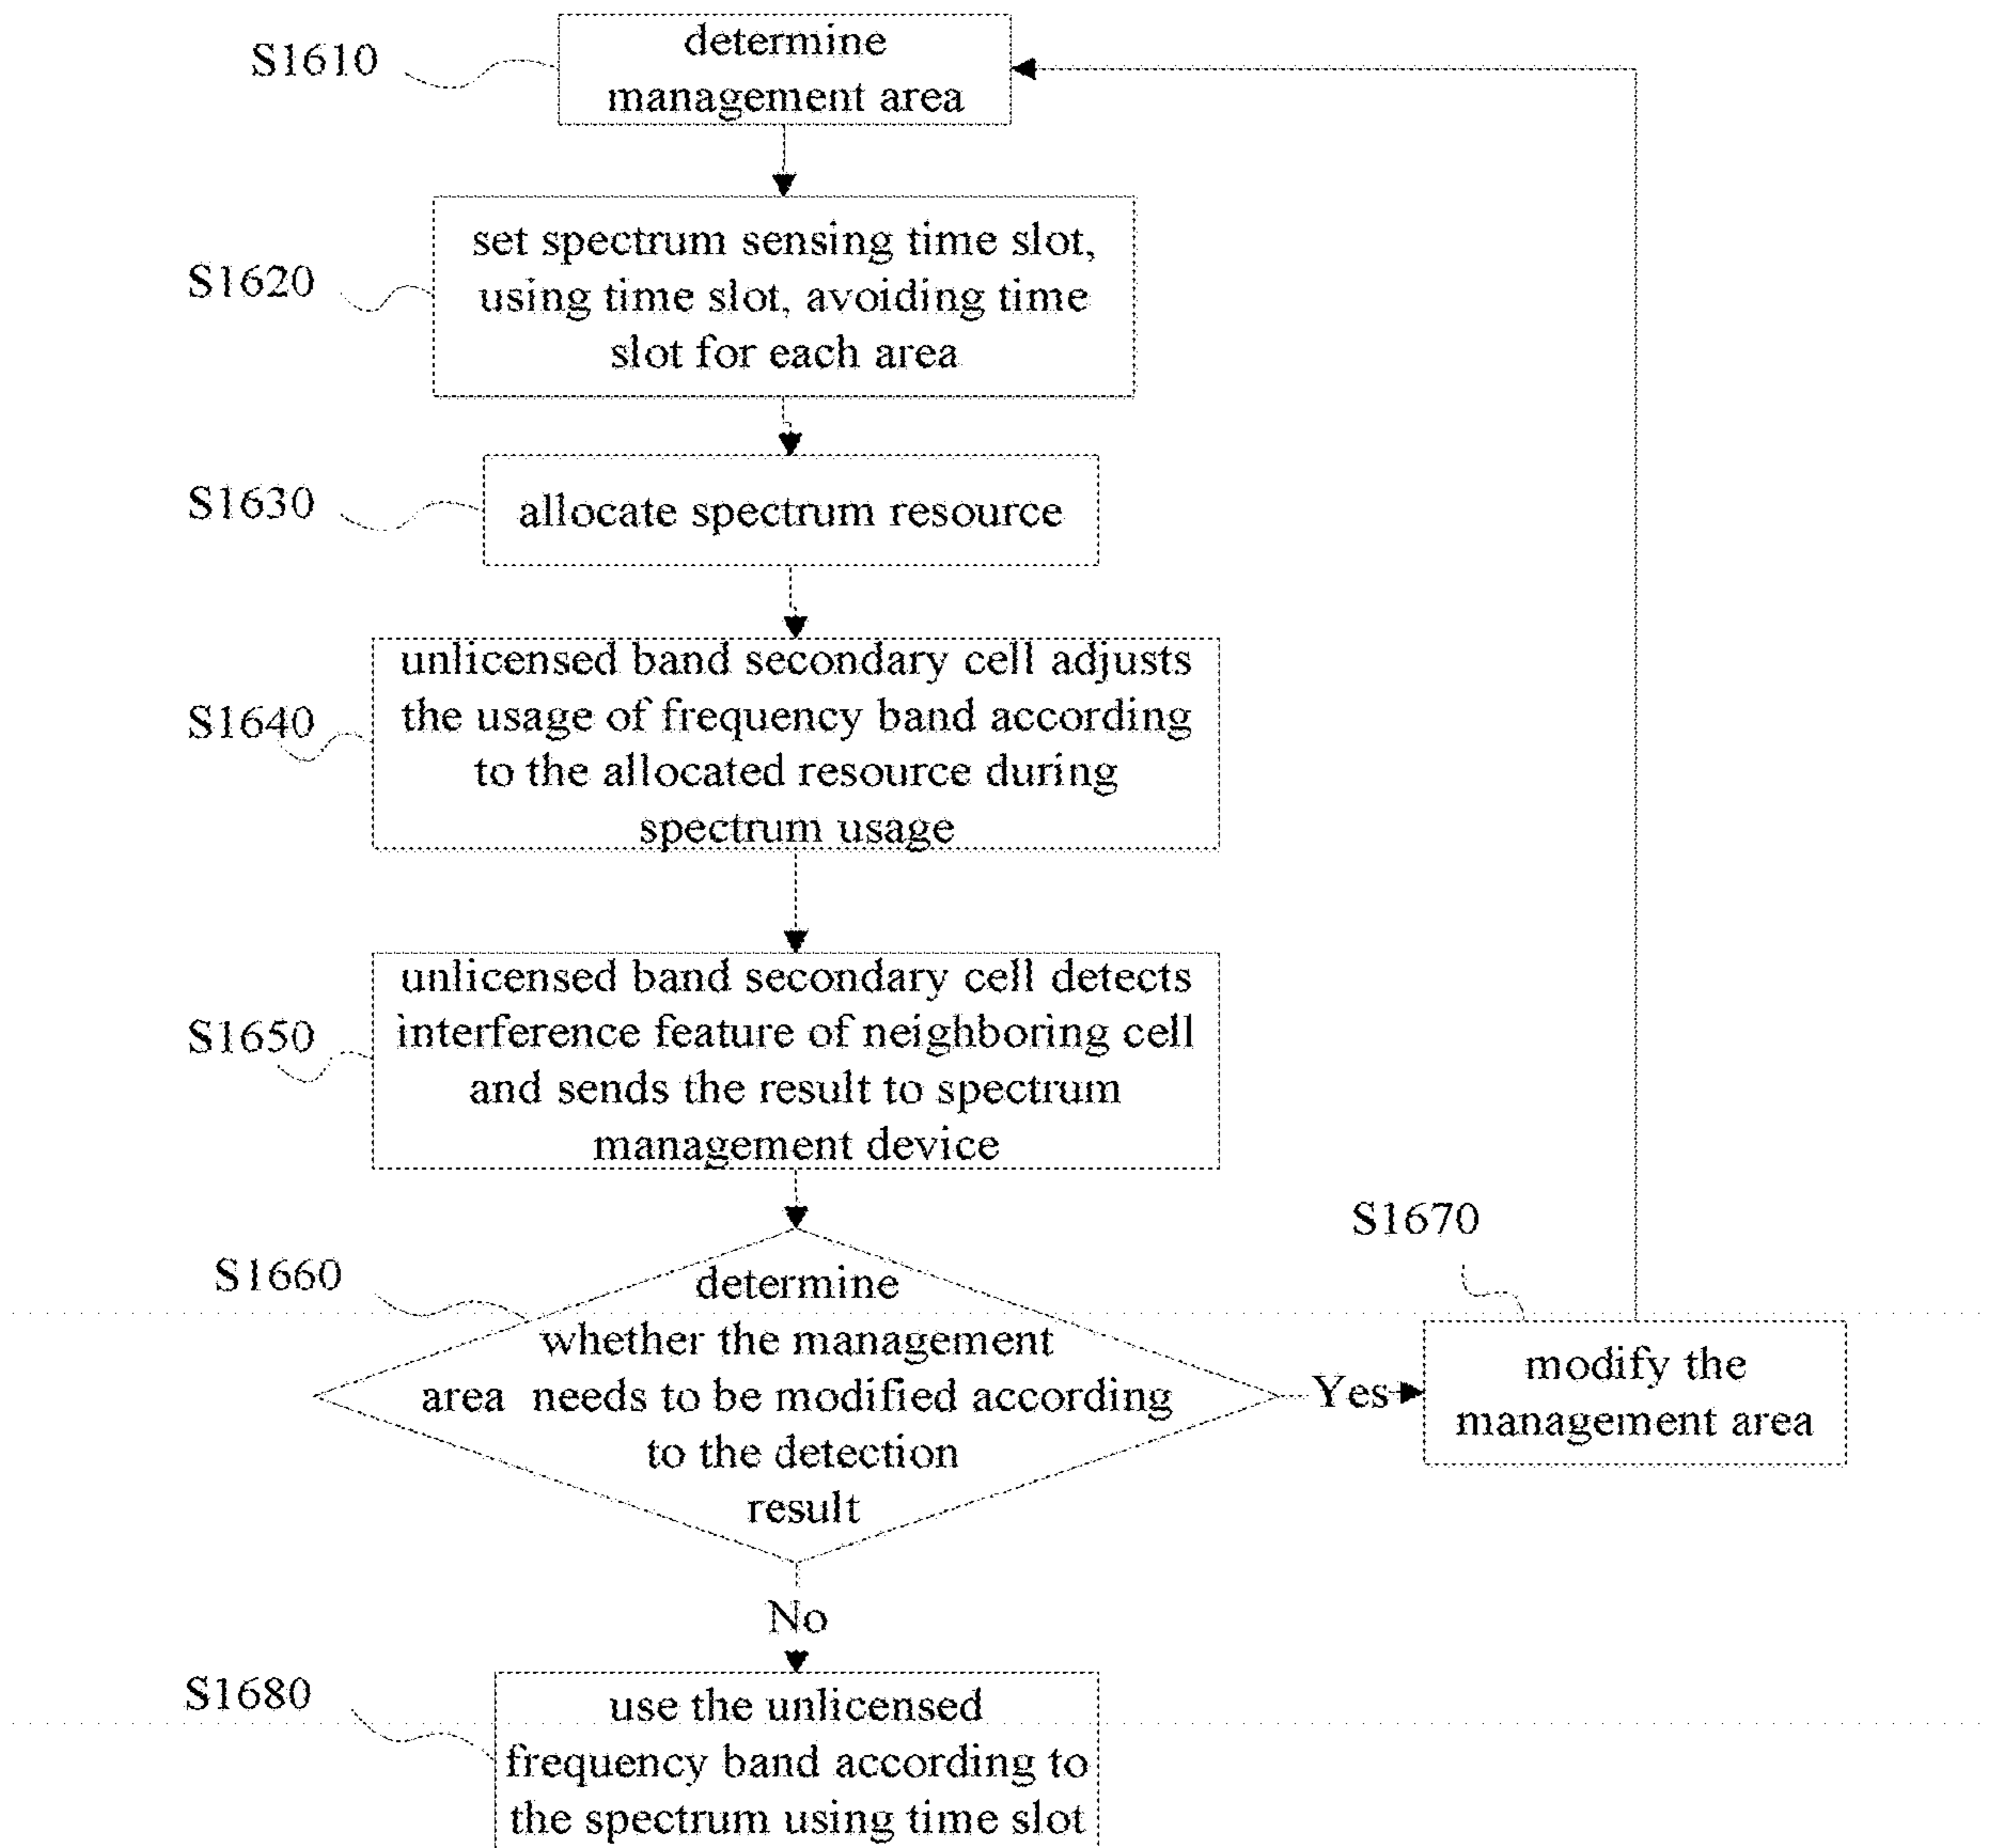 S1610
determine
management area
S1620
set spectrum sensing time slot,
using time slot, avoiding time
slot for each area
S1630
allocate spectrum resource
S1640
unlicensed band secondary cell adjusts
the usage of frequency band according
to the allocated resource during
spectrum usage
S1650
unlicensed band secondary cell detects
interference feature of neighboring cell
and sends the result to spectrum
management device
S1660
determine
whether the management
area needs to be modified according
to the detection
result
Yes
S1670
modify the
management area
No
S1680
use the unlicensed
frequency band according to
the spectrum using time slot